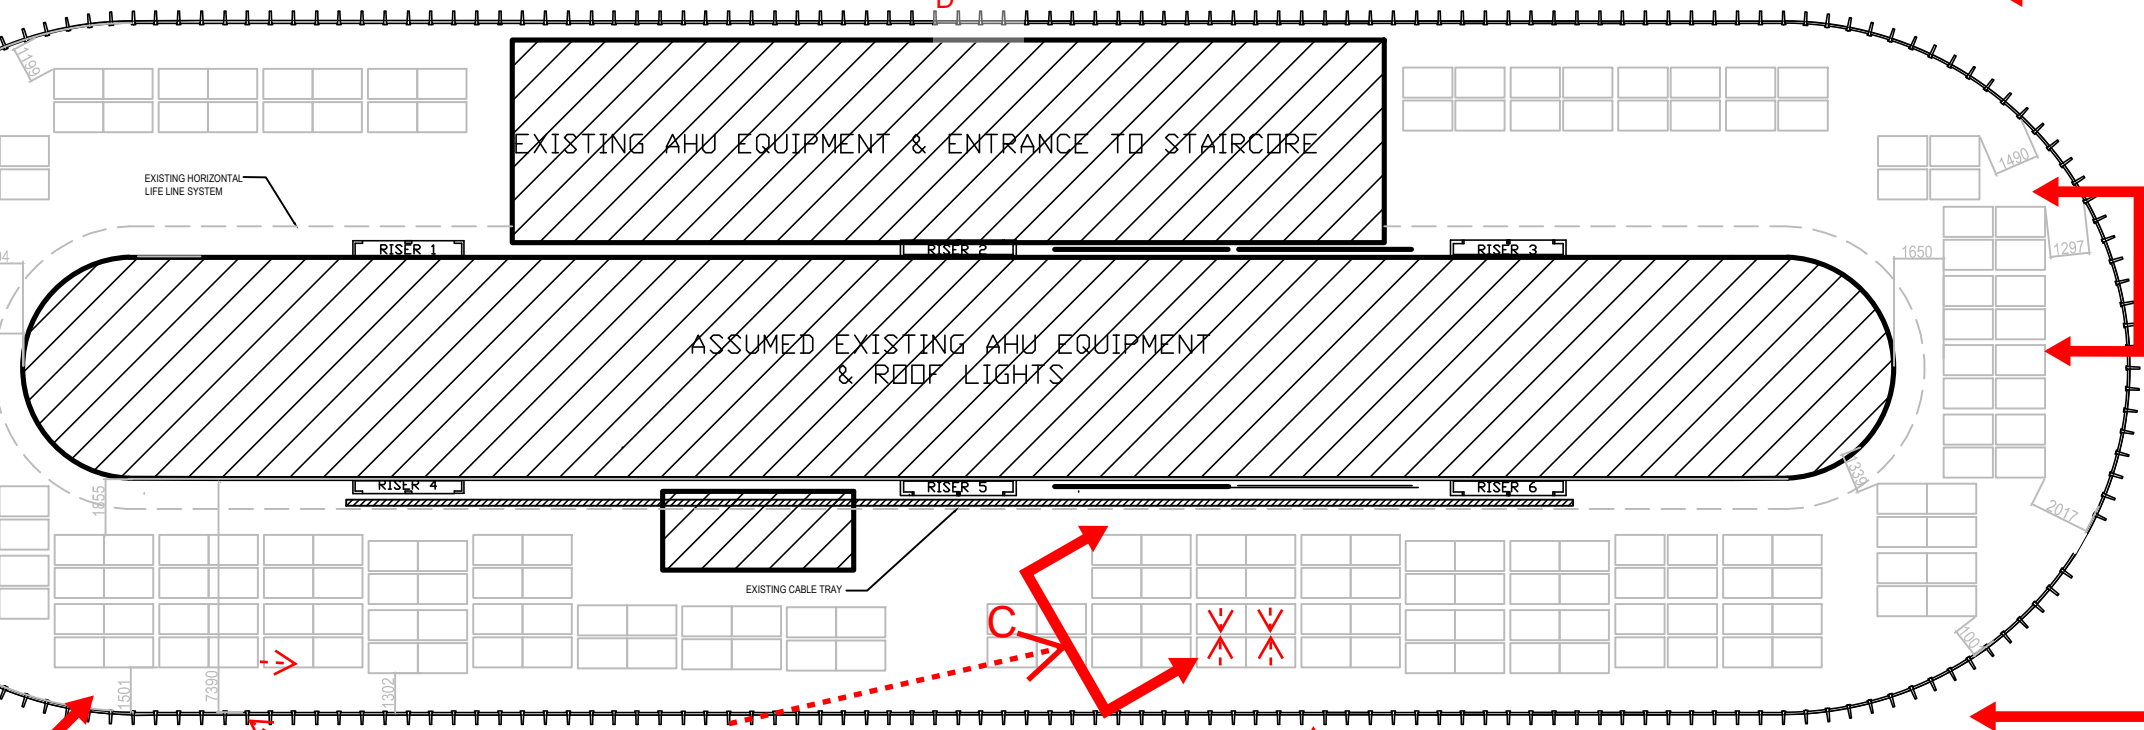 1199
EXISTING AHU EQUIPMENT & ENTRANCE TO STAIRCORE
1490
EXISTING HORIZONTAL
LIFE LINE SYSTEM
RISER 1
RISER 2
RISER 3
1650
1297
ASSUMED EXISTING AHU EQUIPMENT
& ROOF LIGHTS
1339
RISER 4
RISER 5
RISER 6
1855
2017
EXISTING CABLE TRAY
C
1501
7390
1302